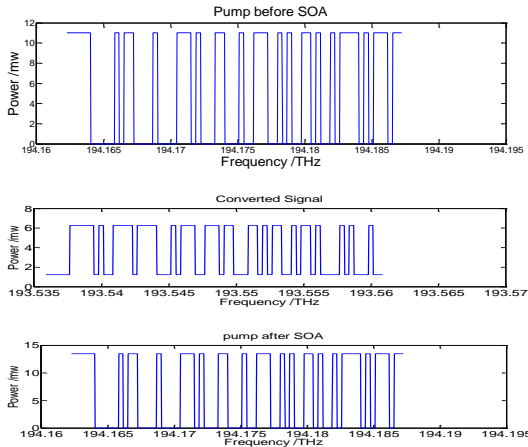 Pump before SOA
12
10
8
6
4
2
0
Power /mw
194.16 194.165 194.17 194.175 194.18 194.185 194.19 194.195
Frequency /THz
Converted Signal
8
6
4
2
0
Power /mw
193.535 193.54 193.545 193.55 193.555 193.56 193.565 193.57
Frequency /THz
pump after SOA
15
10
5
0
Power /mw
194.16 194.165 194.17 194.175 194.18 194.185 194.19 194.195
Frequency /THz